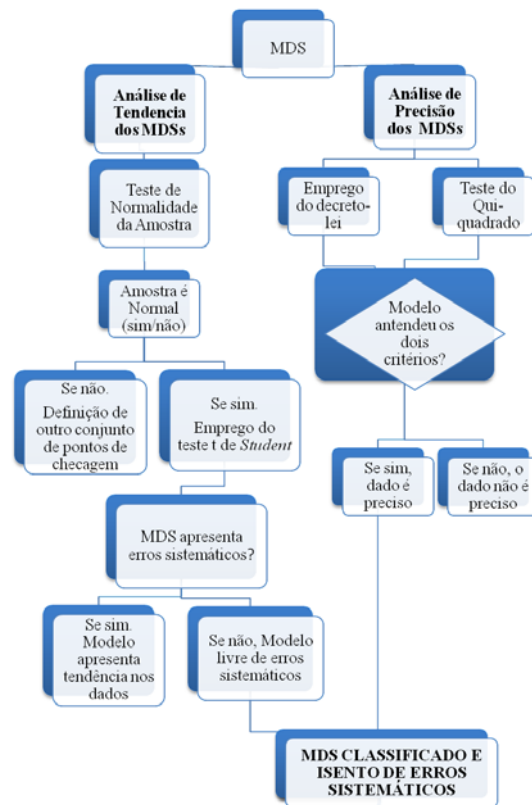 MDS
Análise de
Tendencia
dos MDSs
Análise de
Precisão
dos MDSs
Teste de
Normalidade
da Amostra
Emprego
do decreto-
lei
Teste do
Qui-
quadrado
Amostra é
Normal
(sim/não)
Modelo
antendeu os
dois
critérios?
Se não.
Definição de
outro conjunto
de pontos de
checagem
Se sim.
Emprego do
teste t de Student
Se sim,
dado é
preciso
Se não, o
dado não é
preciso
MDS apresenta
erros sistemáticos?
Se sim.
Modelo
apresenta
tendência nos
dados
Se não, Modelo
livre de erros
sistemáticos
MDS CLASSIFICADO E
ISENTO DE ERROS
SISTEMÁTICOS